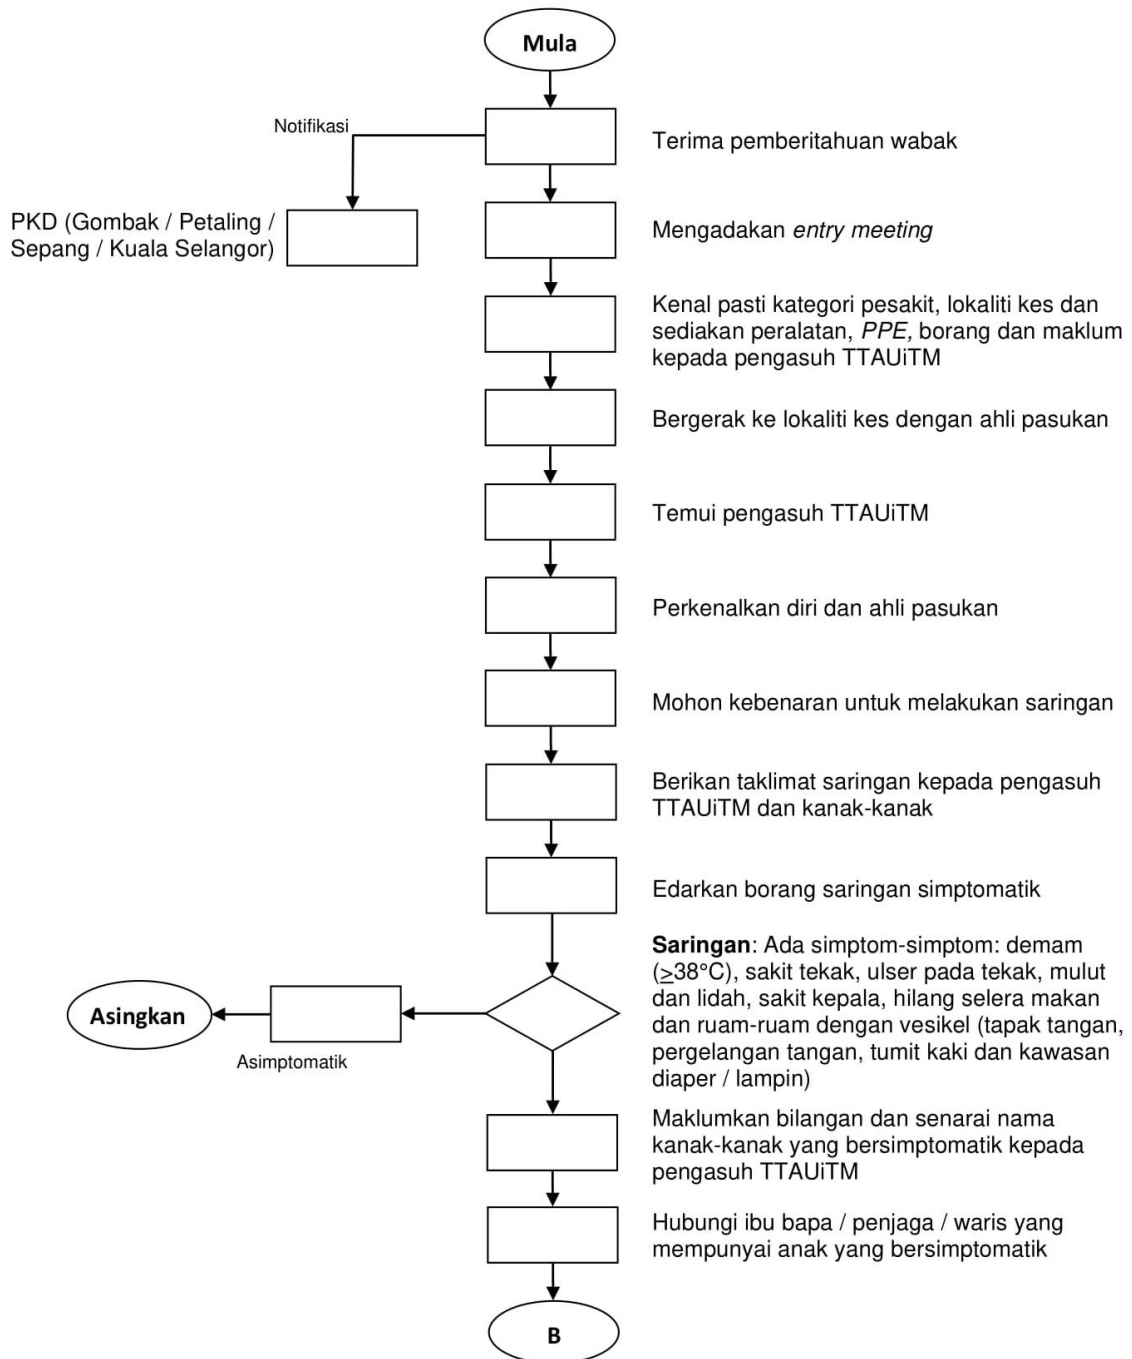 Mula
Notifikasi
Terima pemberitahuan wabak
PKD (Gombak / Petaling /
Sepang / Kuala Selangor)
Mengadakan entry meeting
Kenal pasti kategori pesakit, lokaliti kes dan
sediakan peralatan, PPE, borang dan maklum
kepada pengasuh TTAUiTM
Bergerak ke lokaliti kes dengan ahli pasukan
Temui pengasuh TTAUiTM
Perkenalkan diri dan ahli pasukan
Mohon kebenaran untuk melakukan saringan
Berikan taklimat saringan kepada pengasuh
TTAUiTM dan kanak-kanak
Edarkan borang saringan simptomatik
Saringan: Ada simptom-simptom: demam
(≥38°C), sakit tekak, ulser pada tekak, mulut
dan lidah, sakit kepala, hilang selera makan
dan ruam-ruam dengan vesikel (tapak tangan,
pergelangan tangan, tumit kaki dan kawasan
diaper / lampin)
Asingkan
Asimptomatik
Maklumkan bilangan dan senarai nama
kanak-kanak yang bersimptomatik kepada
pengasuh TTAUiTM
Hubungi ibu bapa / penjaga / waris yang
mempunyai anak yang bersimptomatik
B